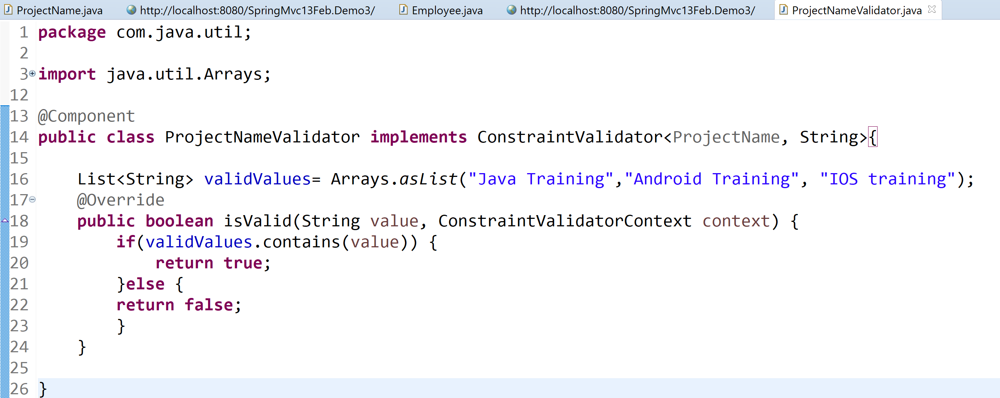 ProjectName.java http://localhost:8080/SpringMvc13Feb.Demo3/ Employee.java http://localhost:8080/SpringMvc13Feb.Demo3/ ProjectNameValidator.java
1 package com.java.util;
2
3 import java.util.Arrays;
12
13 @Component
14 public class ProjectNameValidator implements ConstraintValidator<ProjectName, String>{
15
16     List<String> validValues= Arrays.asList("Java Training","Android Training", "IOS training");
17     @Override
18     public boolean isValid(String value, ConstraintValidatorContext context) {
19         if(validValues.contains(value)) {
20             return true;
21         }else {
22         return false;
23         }
24     }
25
26 }